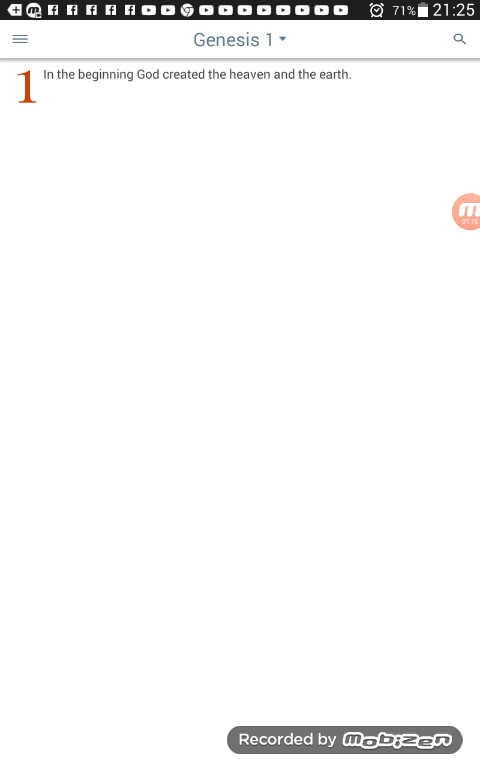 71% 21:25
Genesis 1
1 In the beginning God created the heaven and the earth.
Recorded by mobizen